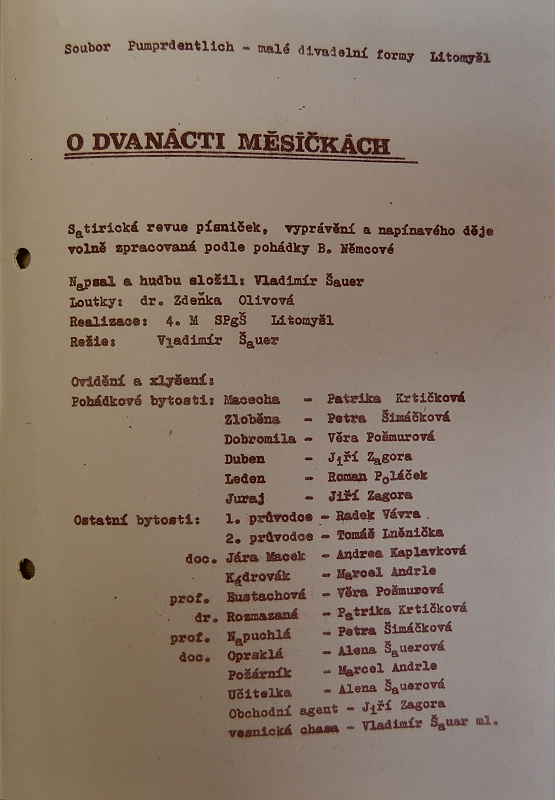 Soubor Pumprdentlich - malé divadelní formy Litomyšl
O DVANÁCTI MĚSÍČKÁCH
Satirická revue písniček, vyprávění a napínavého děje
volně zpracovaná podle pohádky B. Němcové
Napsal a hudbu složil: Vladimír Šauer
Loutky: dr. Zdeňka Olivová
Realizace: 4. M SPgŠ Litomyšl
Režie: Vladimír Šauer
Ovidění a xlyšení:
Pohádkové bytosti: Macecha - Patrika Krtičková
Zloběna - Petra Šimáčková
Dobromila - Věra Pošmurová
Duben - Jiří Zagora
Leden - Roman Poláček
Juraj - Jiří Zagora
Ostatní bytosti: 1. průvodce - Radek Vávra
2. průvodce - Tomáš Lněnička
doc. Jára Macek - Andrea Kaplavková
Kádrovák - Marcel Andrle
prof. Eustachová - Věra Pošmurová
dr. Rozmazaná - Patrika Krtičková
prof. Napuchlá - Petra Šimáčková
doc. Oprsklá - Alena Šauerová
Požárník - Marcel Andrle
Učitelka - Alena Šauerová
Obchodní agent - Jiří Zagora
vesnická chasa - Vladimír Šauer ml.